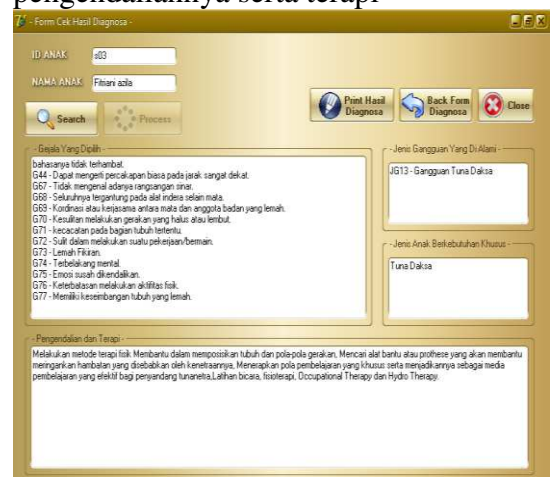 pengendaliannya serta terapi
- Form Cek Hasil Diagnosa -
ID ANAK s03
NAMA ANAK Fitriani azila
Search Process
Print Hasil Diagnosa
Back Form Diagnosa
Close
- Gejala Yang Dipilih -
bahasanya tidak terhambat.
G44 - Dapat mengerti percakapan biasa pada jarak sangat dekat.
G67 - Tidak mengenal adanya rangsangan sinar.
G68 - Seluruhnya tergantung pada alat indera selain mata.
G69 - Kordinasi atau kerjasama antara mata dan anggota badan yang lemah.
G70 - Kesulitan melakukan gerakan yang halus atau lembut.
G71 - kecacatan pada bagian tubuh tertentu.
G72 - Sulit dalam melakukan suatu pekerjaan/bermain.
G73 - Lemah Fikiran.
G74 - Terbelakang mental.
G75 - Emosi susah dikendalikan.
G76 - Keterbatasan melakukan aktifitas fisik.
G77 - Memiliki keseimbangan tubuh yang lemah.
- Jenis Gangguan Yang Di Alami -
JG13 - Gangguan Tuna Daksa
- Jenis Anak Berkebutuhan Khusus -
Tuna Daksa
- Pengendalian dan Terapi -
Melakukan metode terapi fisik Membantu dalam memposisikan tubuh dan pola-pola gerakan, Mencari alat bantu atau prothese yang akan membantu
meringankan hambatan yang disebabkan oleh kenetraannya, Menerapkan pola pembelajaran yang khusus serta menjadikannya sebagai media
pembelajaran yang efektif bagi penyandang tunanetra,Latihan bicara, fisioterapi, Occupational Therapy dan Hydro Therapy.